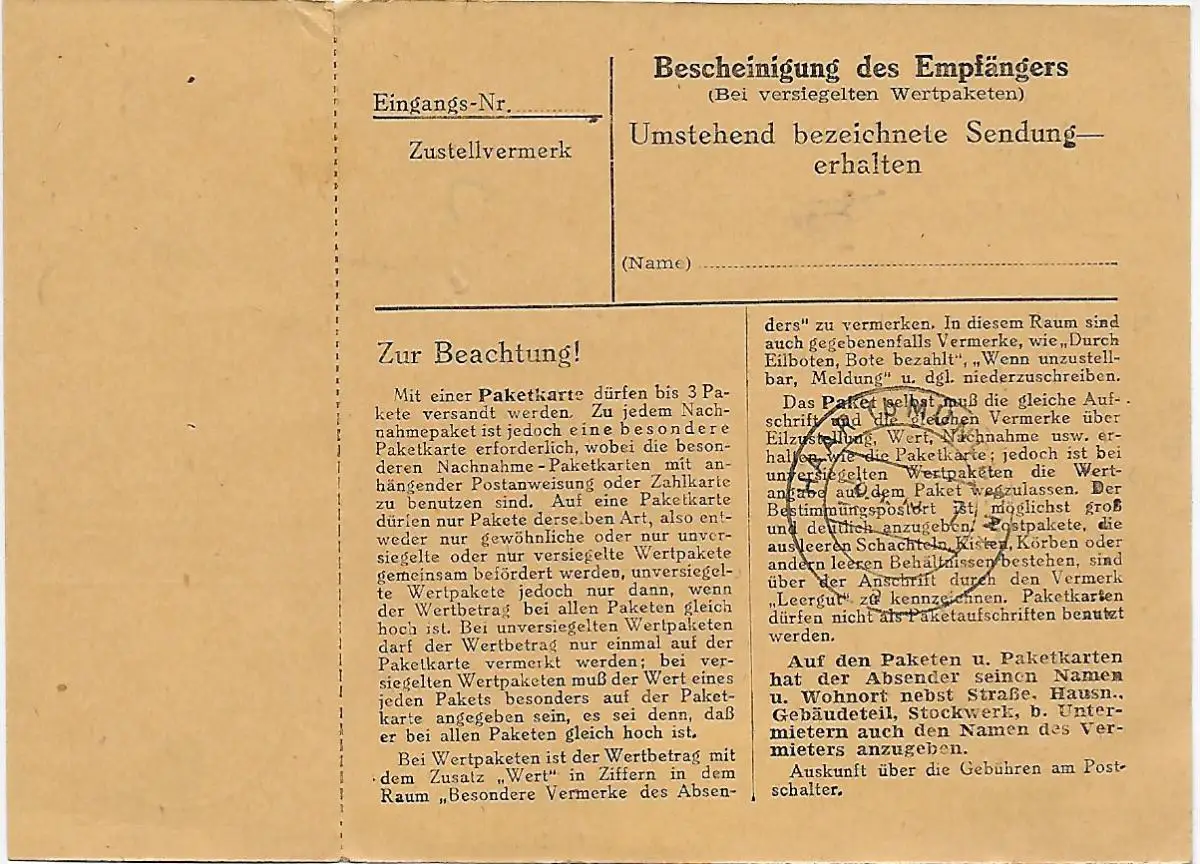 Eingangs-Nr.
Zustellvermerk
Bescheinigung des Empfängers
(Bei versiegelten Wertpaketen)
Umstehend bezeichnete Sendung—
erhalten
(Name)
Zur Beachtung!
Mit einer Paketkarte dürfen bis 3 Pa-
kete versandt werden. Zu jedem Nach-
nahmepaket ist jedoch eine besondere
Paketkarte erforderlich, wobei die beson-
deren Nachnahme-Paketkarten mit an-
hängender Postanweisung oder Zahlkarte
zu benutzen sind. Auf eine Paketkarte
dürfen nur Pakete derselben Art, also ent-
weder nur gewöhnliche oder nur unver-
siegelte oder nur versiegelte Wertpakete
gemeinsam befördert werden, unversiegel-
te Wertpakete jedoch nur dann, wenn
der Wertbetrag bei allen Paketen gleich
hoch ist. Bei unversiegelten Wertpaketen
darf der Wertbetrag nur einmal auf der
Paketkarte vermerkt werden; bei ver-
siegelten Wertpaketen muß der Wert eines
jeden Pakets besonders auf der Paket-
karte angegeben sein, es sei denn, daß
er bei allen Paketen gleich hoch ist.
Bei Wertpaketen ist der Wertbetrag mit
dem Zusatz „Wert" in Ziffern in dem
Raum „Besondere Vermerke des Absen-
ders" zu vermerken. In diesem Raum sind
auch gegebenenfalls Vermerke, wie „Durch
Eilboten, Bote bezahlt", „Wenn unzustell-
bar, Meldung" u. dgl. niederzuschreiben.
Das Paket selbst muß die gleiche Auf-
schrift und die gleichen Vermerke über
Eilzustellung, Wert, Nachnahme usw. er-
halten wie die Paketkarte; jedoch ist bei
unversiegelten Wertpaketen die Wert-
angabe auf dem Paket wegzulassen. Der
Bestimmungspostort ist möglichst groß
und deutlich anzugeben. Postpakete, die
aus leeren Schachteln, Kisten, Körben oder
andern leeren Behältnissen bestehen, sind
über der Anschrift durch den Vermerk
„Leergut" zu kennzeichnen. Paketkarten
dürfen nicht als Paketaufschriften benutzt
werden.
Auf den Paketen u. Paketkarten
hat der Absender seinen Namen
u. Wohnort nebst Straße, Hausn.,
Gebäudeteil, Stockwerk, b. Unter-
mietern auch den Namen des Ver-
mieters anzugeben.
Auskunft über die Gebühren am Post-
schalter.
HAAR